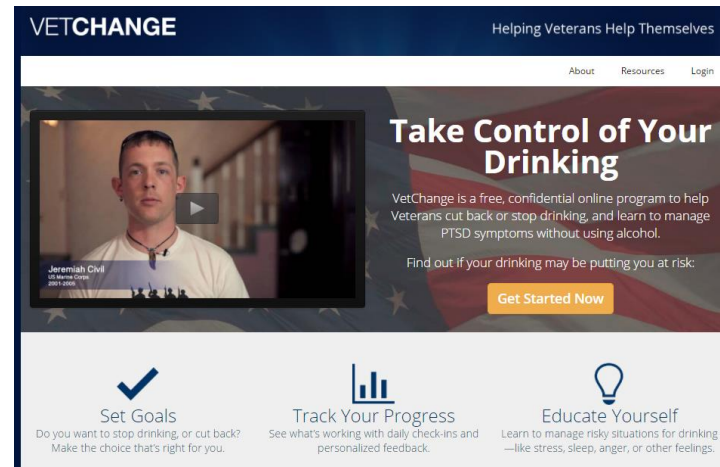 VETCHANGE
Helping Veterans Help Themselves
About Resources Login
Jeremiah Civil
US Marine Corps
2001-2005
Take Control of Your
Drinking
VetChange is a free, confidential online program to help
Veterans cut back or stop drinking, and learn to manage
PTSD symptoms without using alcohol.
Find out if your drinking may be putting you at risk:
Get Started Now
Set Goals
Do you want to stop drinking, or cut back?
Make the choice that's right for you.
Track Your Progress
See what's working with daily check-ins and
personalized feedback.
Educate Yourself
Learn to manage risky situations for drinking
—like stress, sleep, anger, or other feelings.